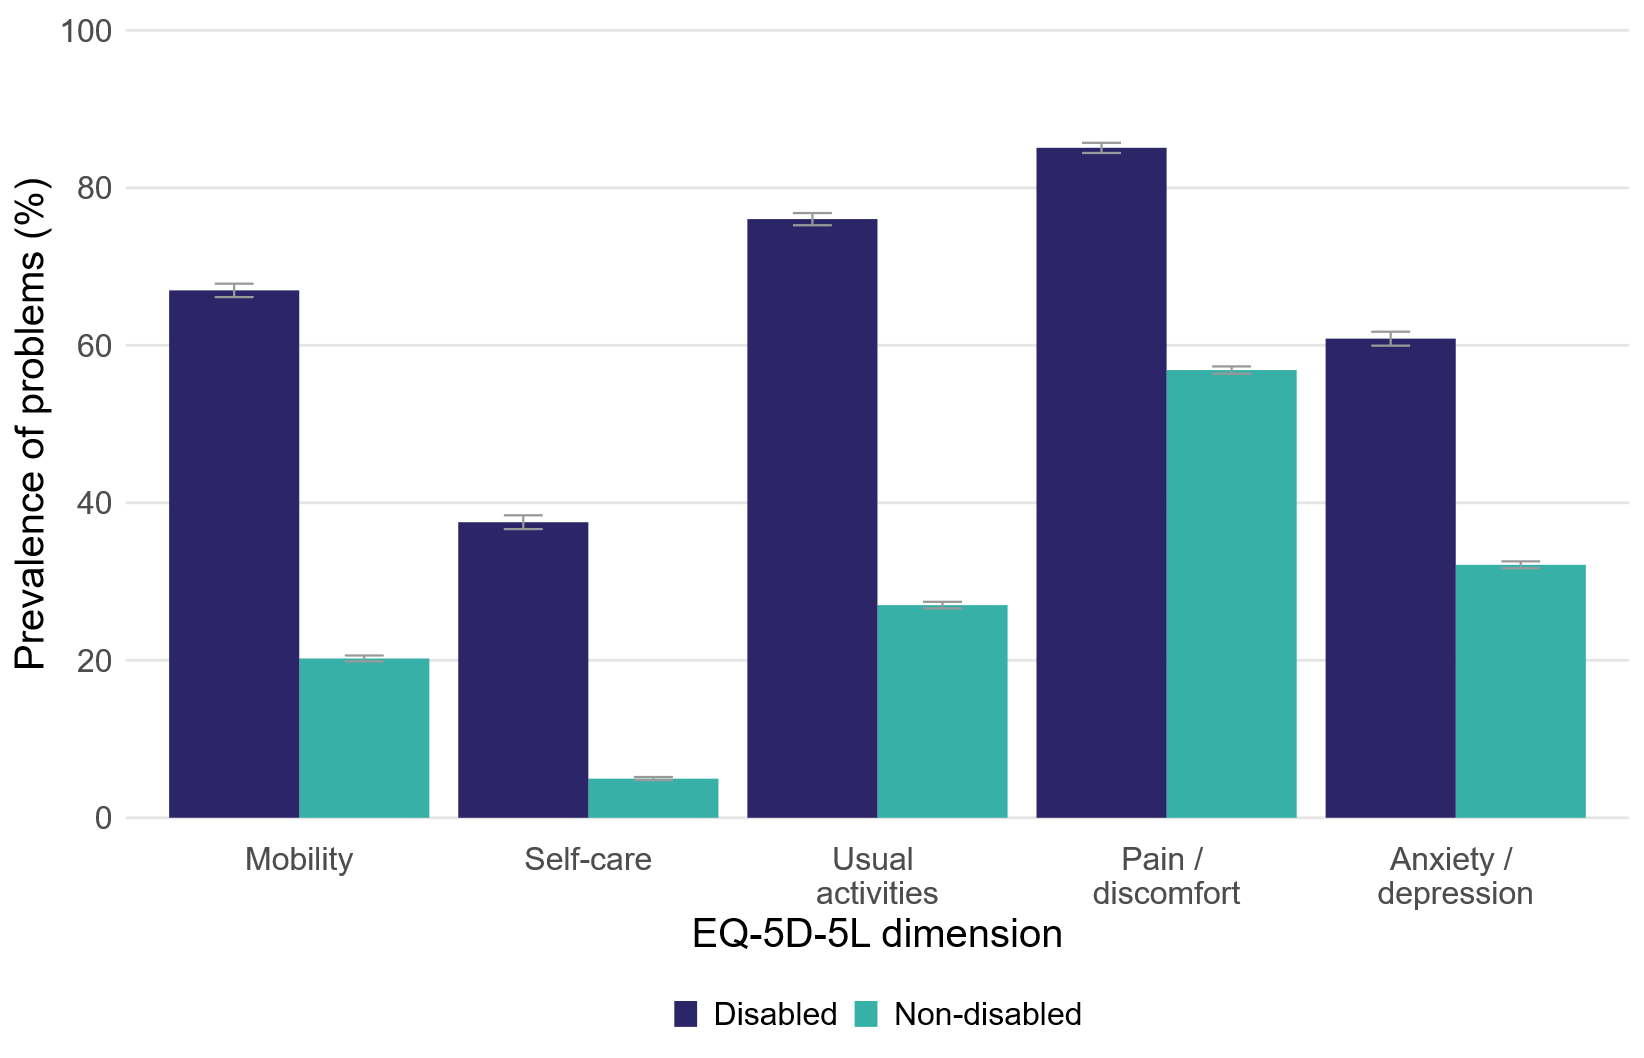 Prevalence of problems (%)
100
80
60
40
20
0
Mobility
Self-care
Usual
activities
Pain /
discomfort
Anxiety /
depression
EQ-5D-5L dimension
Disabled
Non-disabled